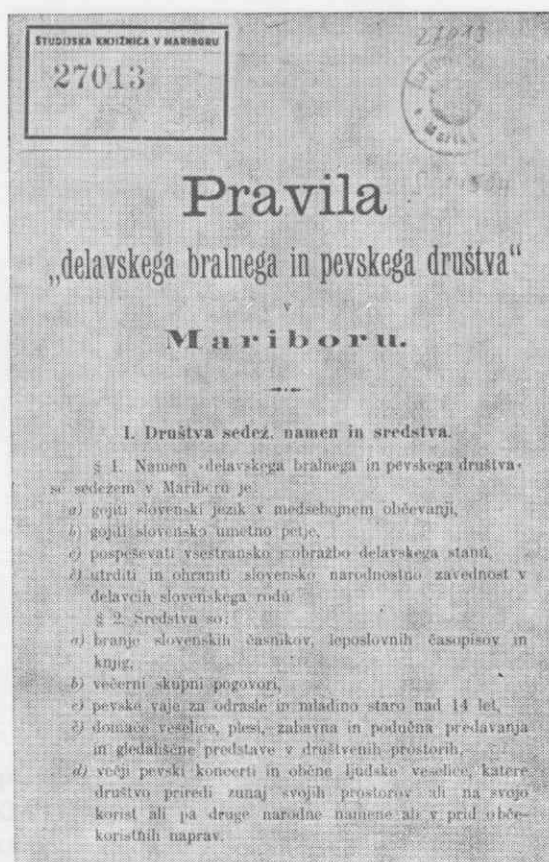 ŠTUDIJSKA KNJIŽNICA V MARIBORU
27013
27013
Pravila
„delavskega bralnega in pevskega društva“
v
Mariboru.
I. Društva sedež, namen in sredstva.
§ 1. Namen »delavskega bralnega in pevskega društva«
se sedežem v Mariboru je:
a) gojiti slovenski jezik v medsebojnem občevanji,
b) gojiti slovensko umetno petje,
c) pospeševati vsestransko izobražbo delavskega stanú,
č) utrditi in ohraniti slovensko narodnostno zavednost v
delavcih slovenskega rodú.
§ 2. Sredstva so:
a) branje slovenskih časnikov, leposlovnih časopisov in
knjig,
b) večerni skupni pogovori,
c) pevske vaje za odrasle in mladino staro nad 14 let,
č) domače veselice, plesi, zabavna in podučna predavanja
in gledališčne predstave v društvenih prostorih,
d) večji pevski koncerti in občne ljudske veselice, katere
društvo priredi zunaj svojih prostorov ali na svojo
korist ali pa druge narodne namene ali v prid obče-
koristnih naprav.